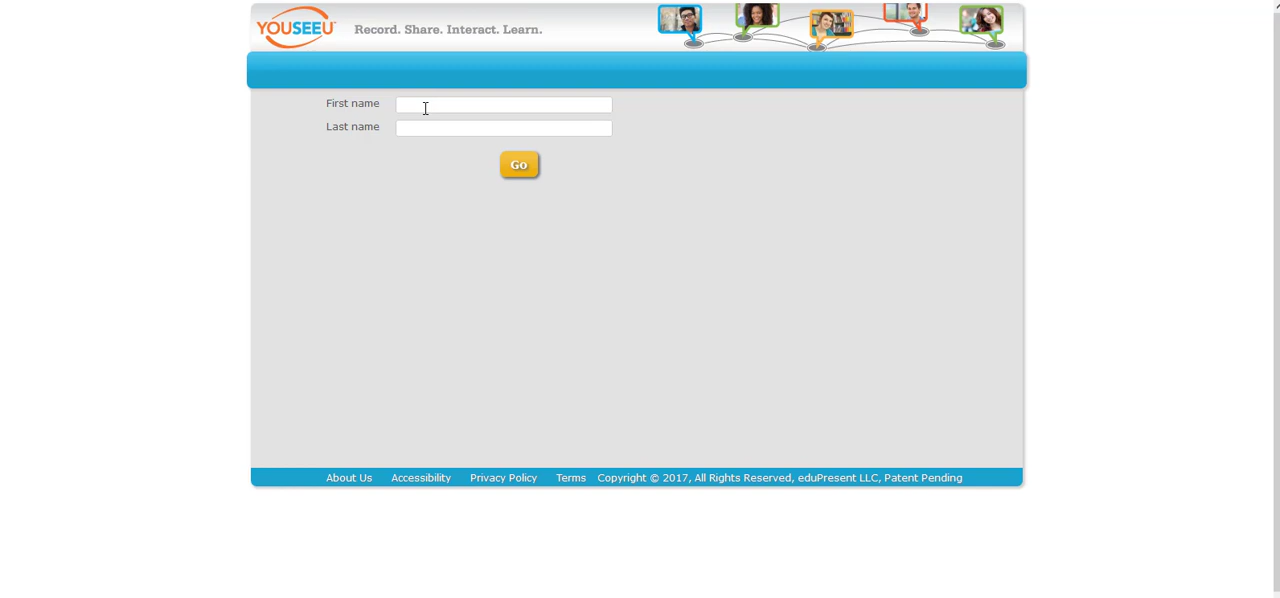 YOUSEEU
Record. Share. Interact. Learn.
First name
Last name
Go
About Us Accessibility Privacy Policy Terms Copyright © 2017, All Rights Reserved, eduPresent LLC, Patent Pending